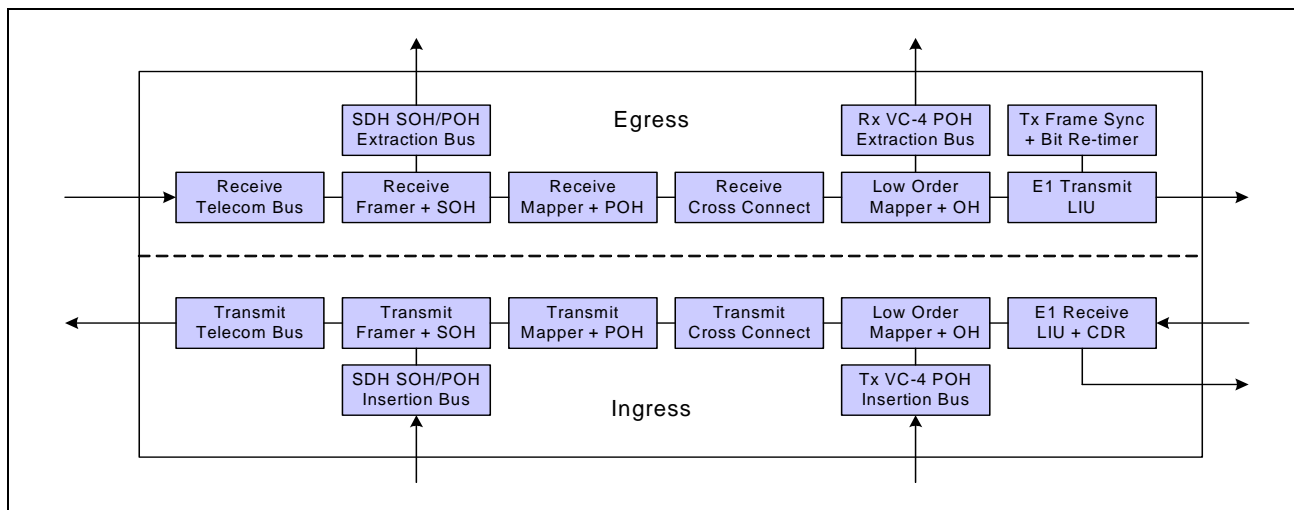 SDH SOH/POH
Extraction Bus
Egress
Rx VC-4 POH
Extraction Bus
Tx Frame Sync
+ Bit Re-timer
Receive
Telecom Bus
Receive
Framer + SOH
Receive
Mapper + POH
Receive
Cross Connect
Low Order
Mapper + OH
E1 Transmit
LIU
Transmit
Telecom Bus
Transmit
Framer + SOH
Transmit
Mapper + POH
Transmit
Cross Connect
Low Order
Mapper + OH
E1 Receive
LIU + CDR
SDH SOH/POH
Insertion Bus
Ingress
Tx VC-4 POH
Insertion Bus